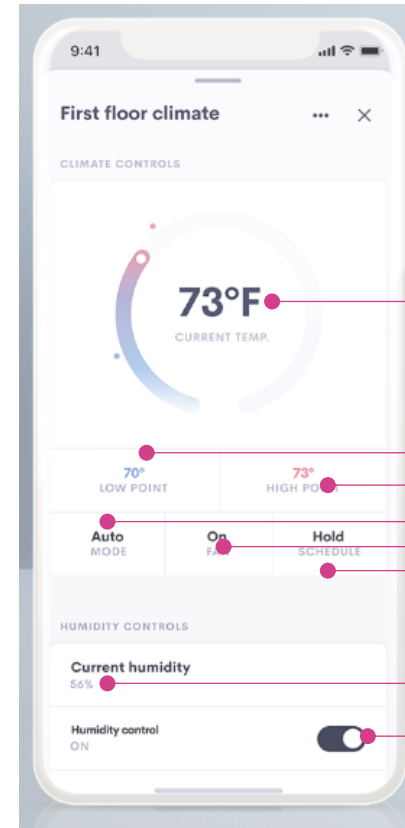 9:41
First floor climate
CLIMATE CONTROLS
73°F
CURRENT TEMP.
70° 73°
LOW POINT HIGH POINT
Auto On Hold
MODE FAN SCHEDULE
HUMIDITY CONTROLS
Current humidity
56%
Humidity control
ON